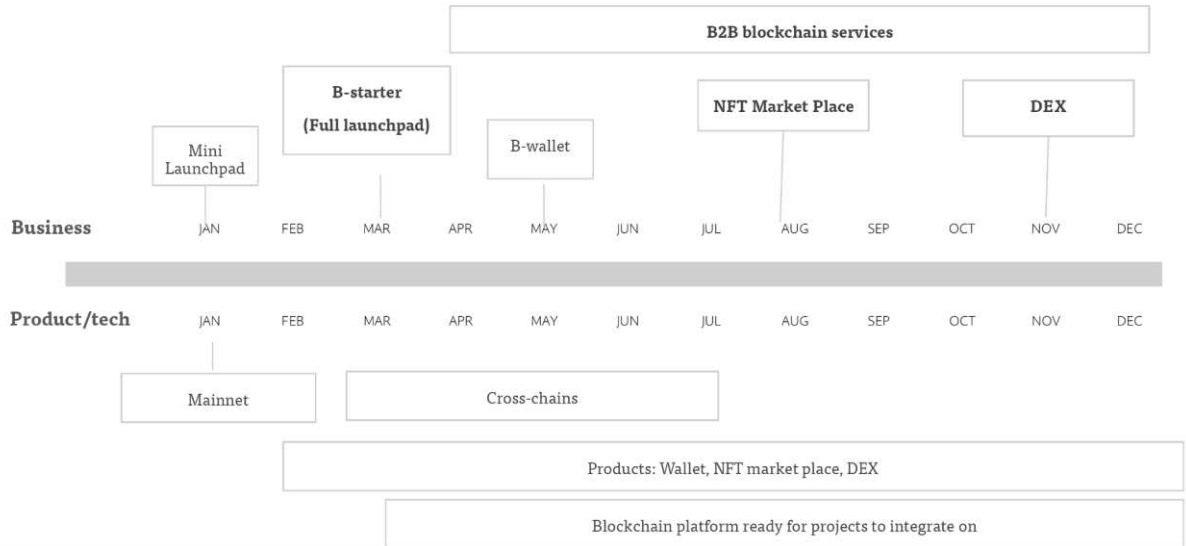 B2B blockchain services
B-starter
(Full launchpad)
NFT Market Place
DEX
Mini
Launchpad
B-wallet
Business JAN FEB MAR APR MAY JUN JUL AUG SEP OCT NOV DEC
Product/tech JAN FEB MAR APR MAY JUN JUL AUG SEP OCT NOV DEC
Mainnet
Cross-chains
Products: Wallet, NFT market place, DEX
Blockchain platform ready for projects to integrate on